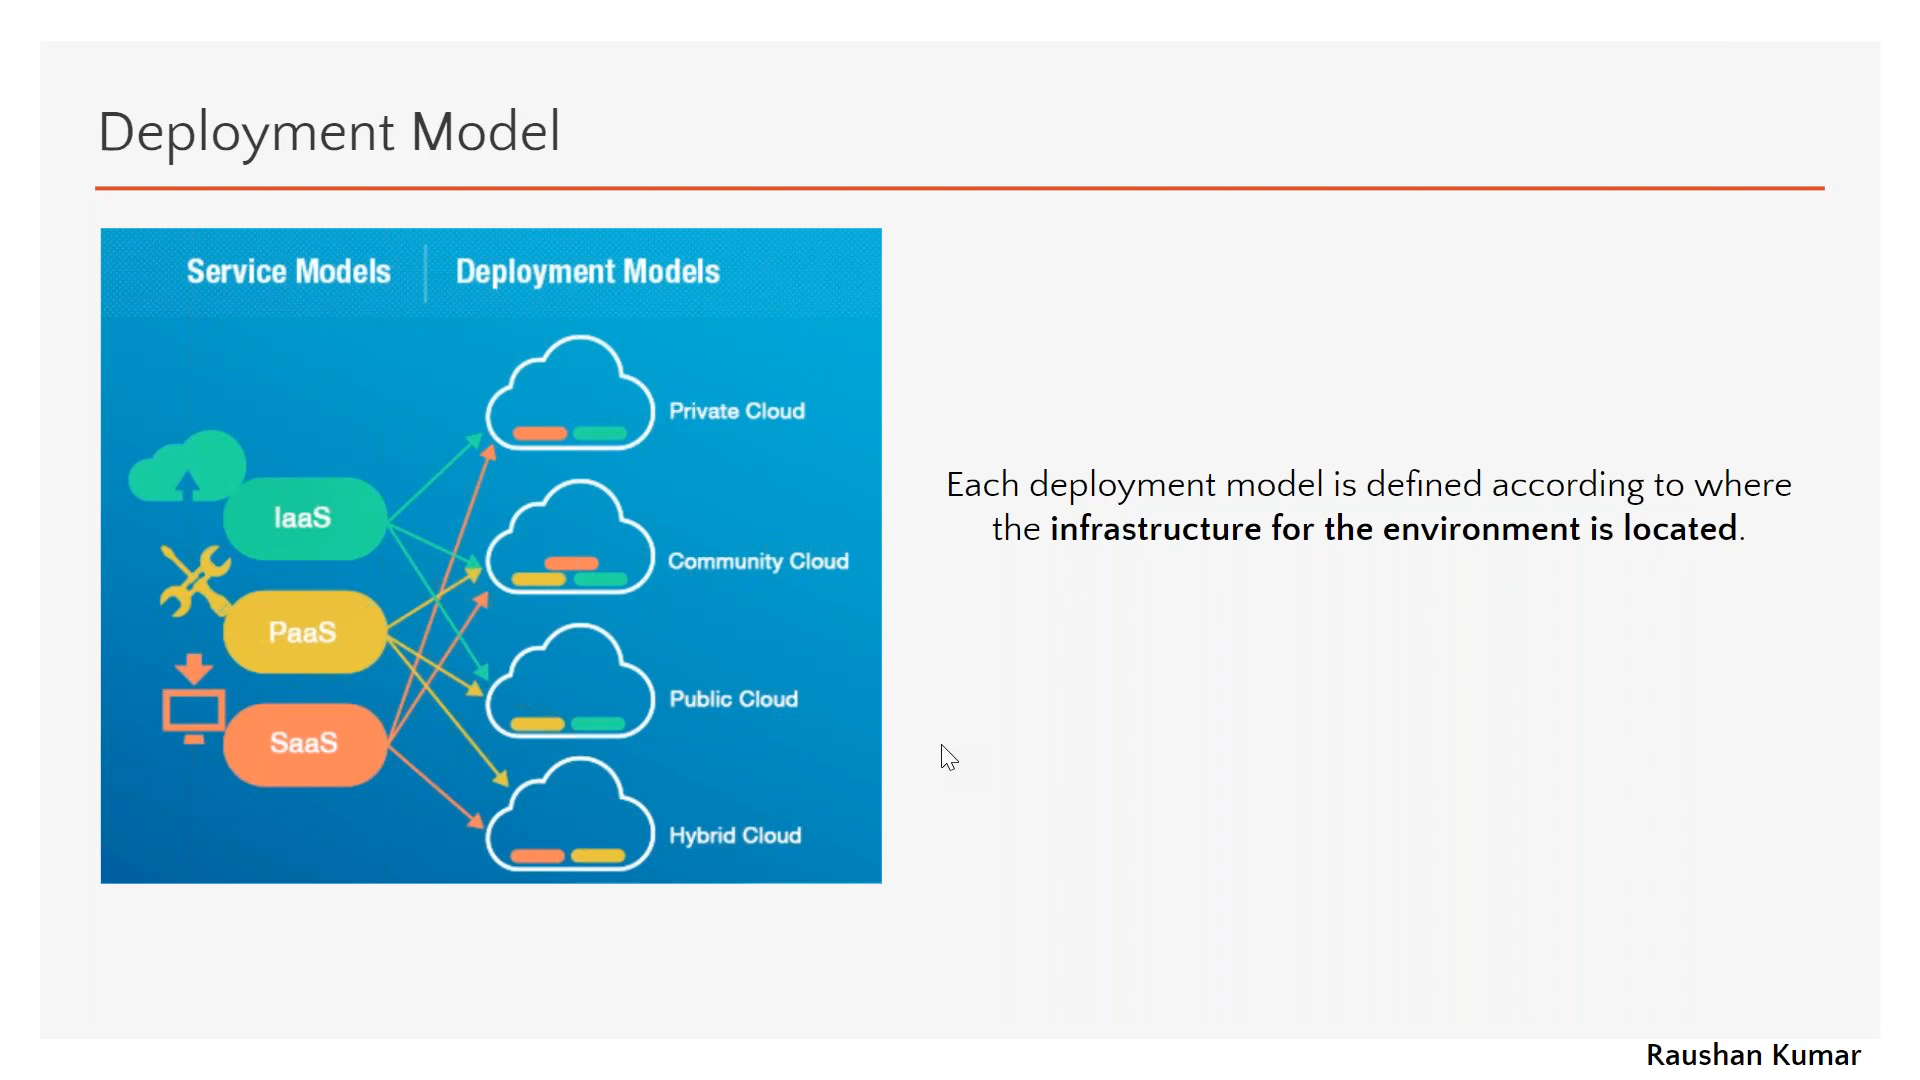 Deployment Model
Service Models
Deployment Models
Private Cloud
IaaS
Community Cloud
PaaS
Public Cloud
SaaS
Hybrid Cloud
Each deployment model is defined according to where
the infrastructure for the environment is located.
Raushan Kumar